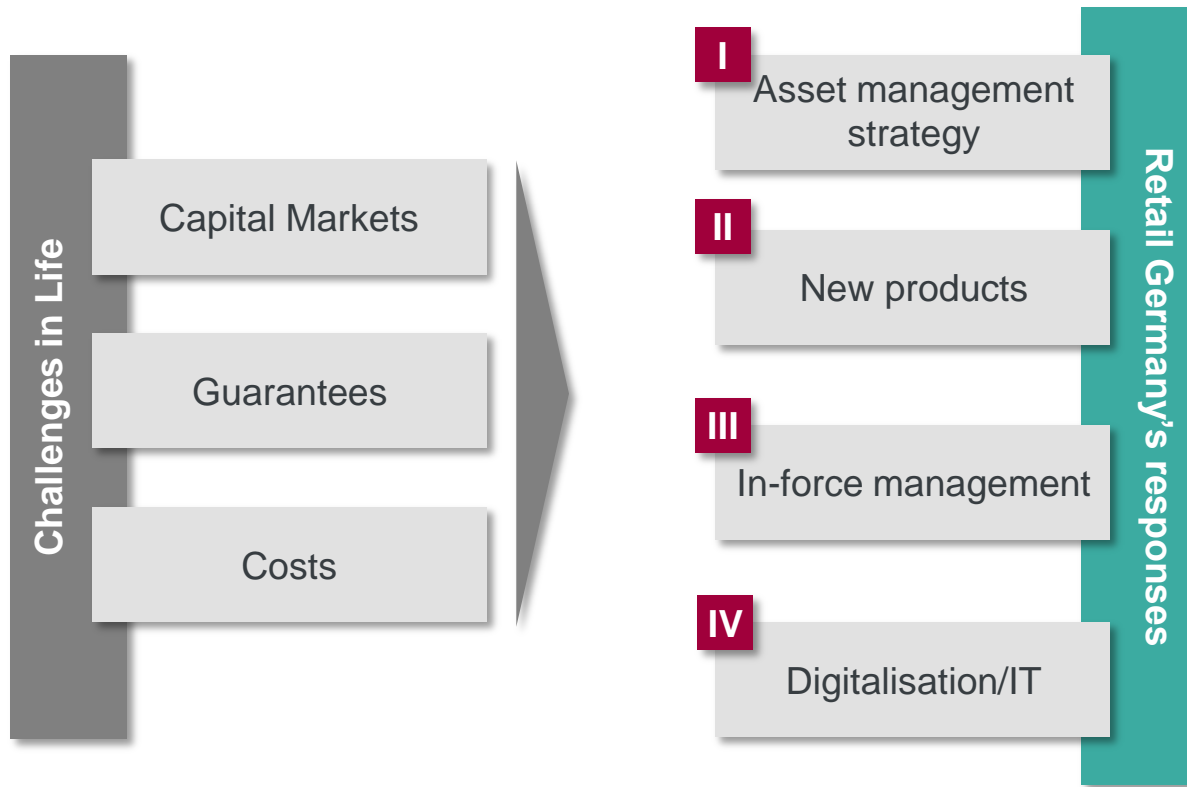 Challenges in Life
Capital Markets
Guarantees
Costs
I
Asset management
strategy
II
New products
III
In-force management
IV
Digitalisation/IT
Retail Germany’s responses